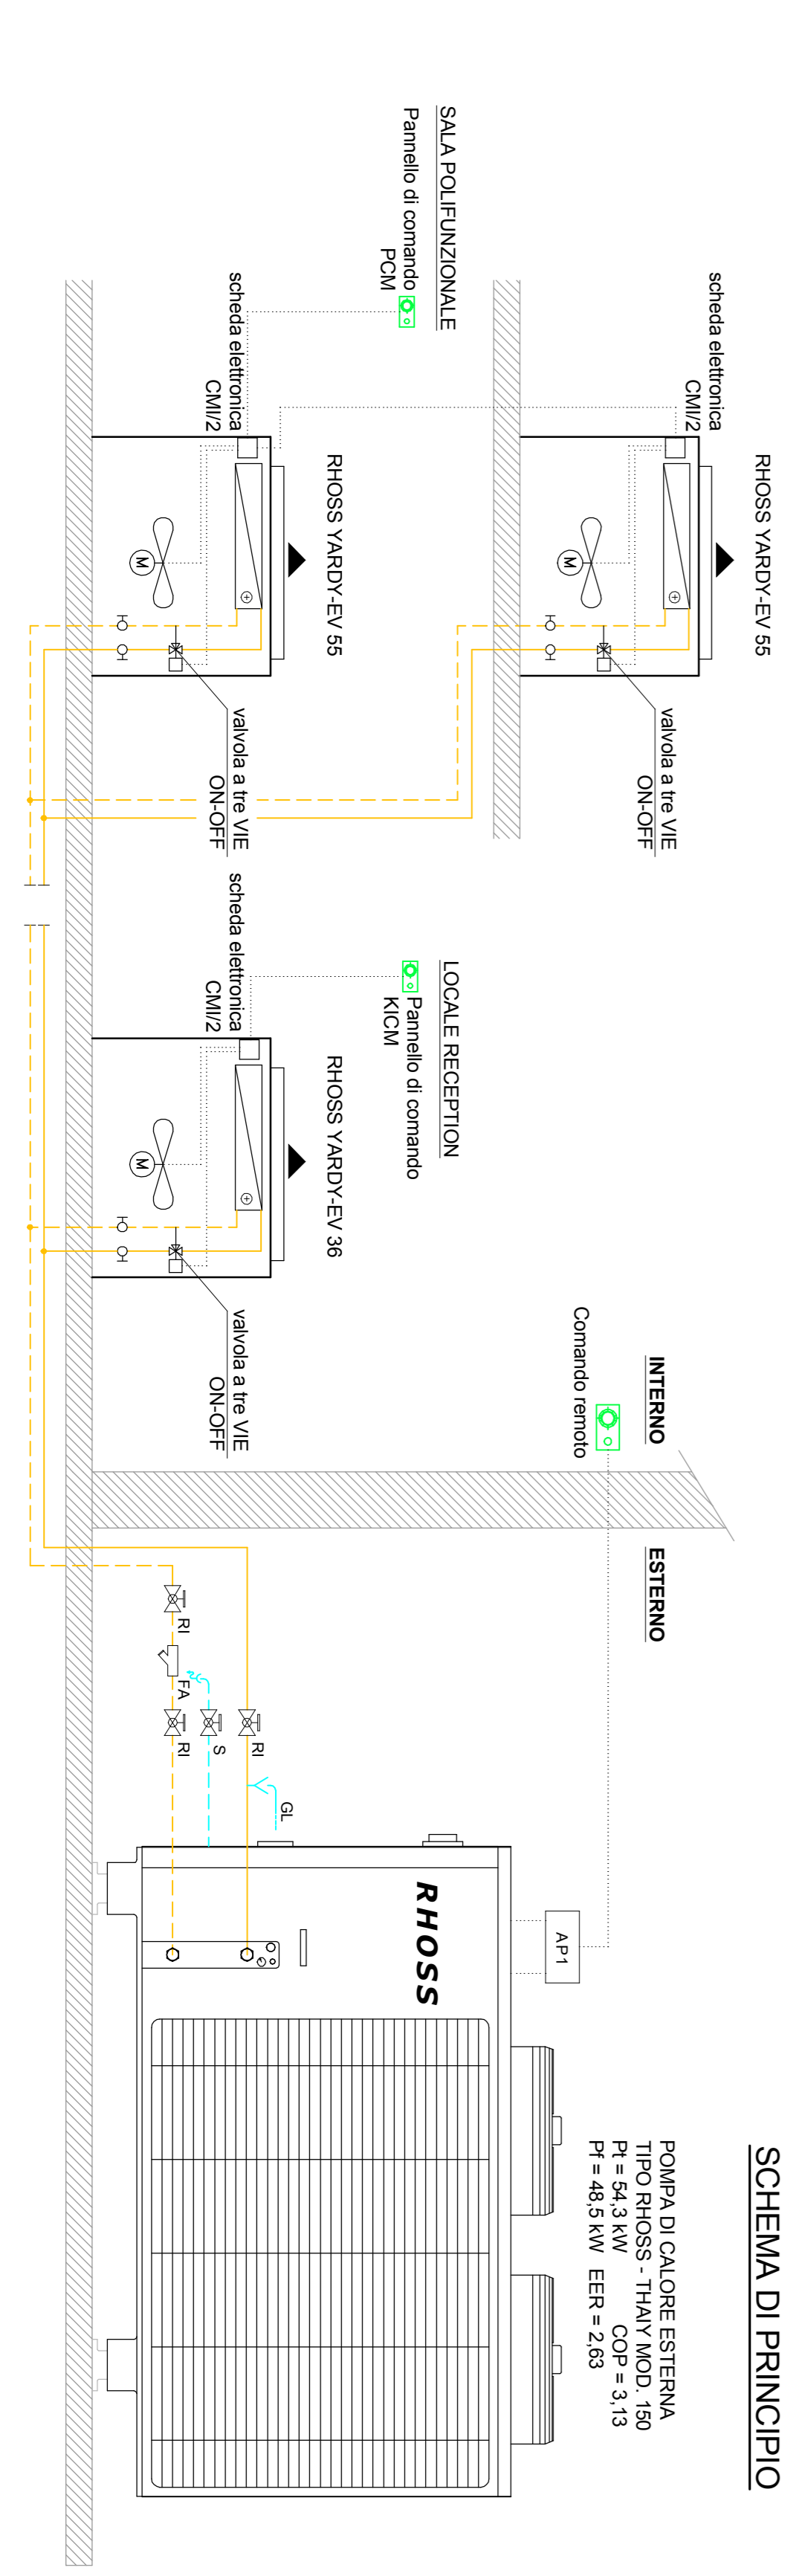 SCHEMA DI PRINCIPIO
RHOSS YARDY-EV 55
scheda elettronica
CMI/2
valvola a tre VIE
ON-OFF
M
SALA POLIFUNZIONALE
Pannello di comando
PCM
RHOSS YARDY-EV 55
scheda elettronica
CMI/2
valvola a tre VIE
ON-OFF
M
LOCALE RECEPTION
Pannello di comando
KICM
RHOSS YARDY-EV 36
scheda elettronica
CMI/2
valvola a tre VIE
ON-OFF
M
INTERNO
Comando remoto
ESTERNO
POMPA DI CALORE ESTERNA
TIPO RHOSS - THAIY MOD. 150
Pt = 54,3 kW COP = 3,13
Pf = 48,5 kW EER = 2,63
AP1
RHOSS
GL
RI
S
RI
FA
RI